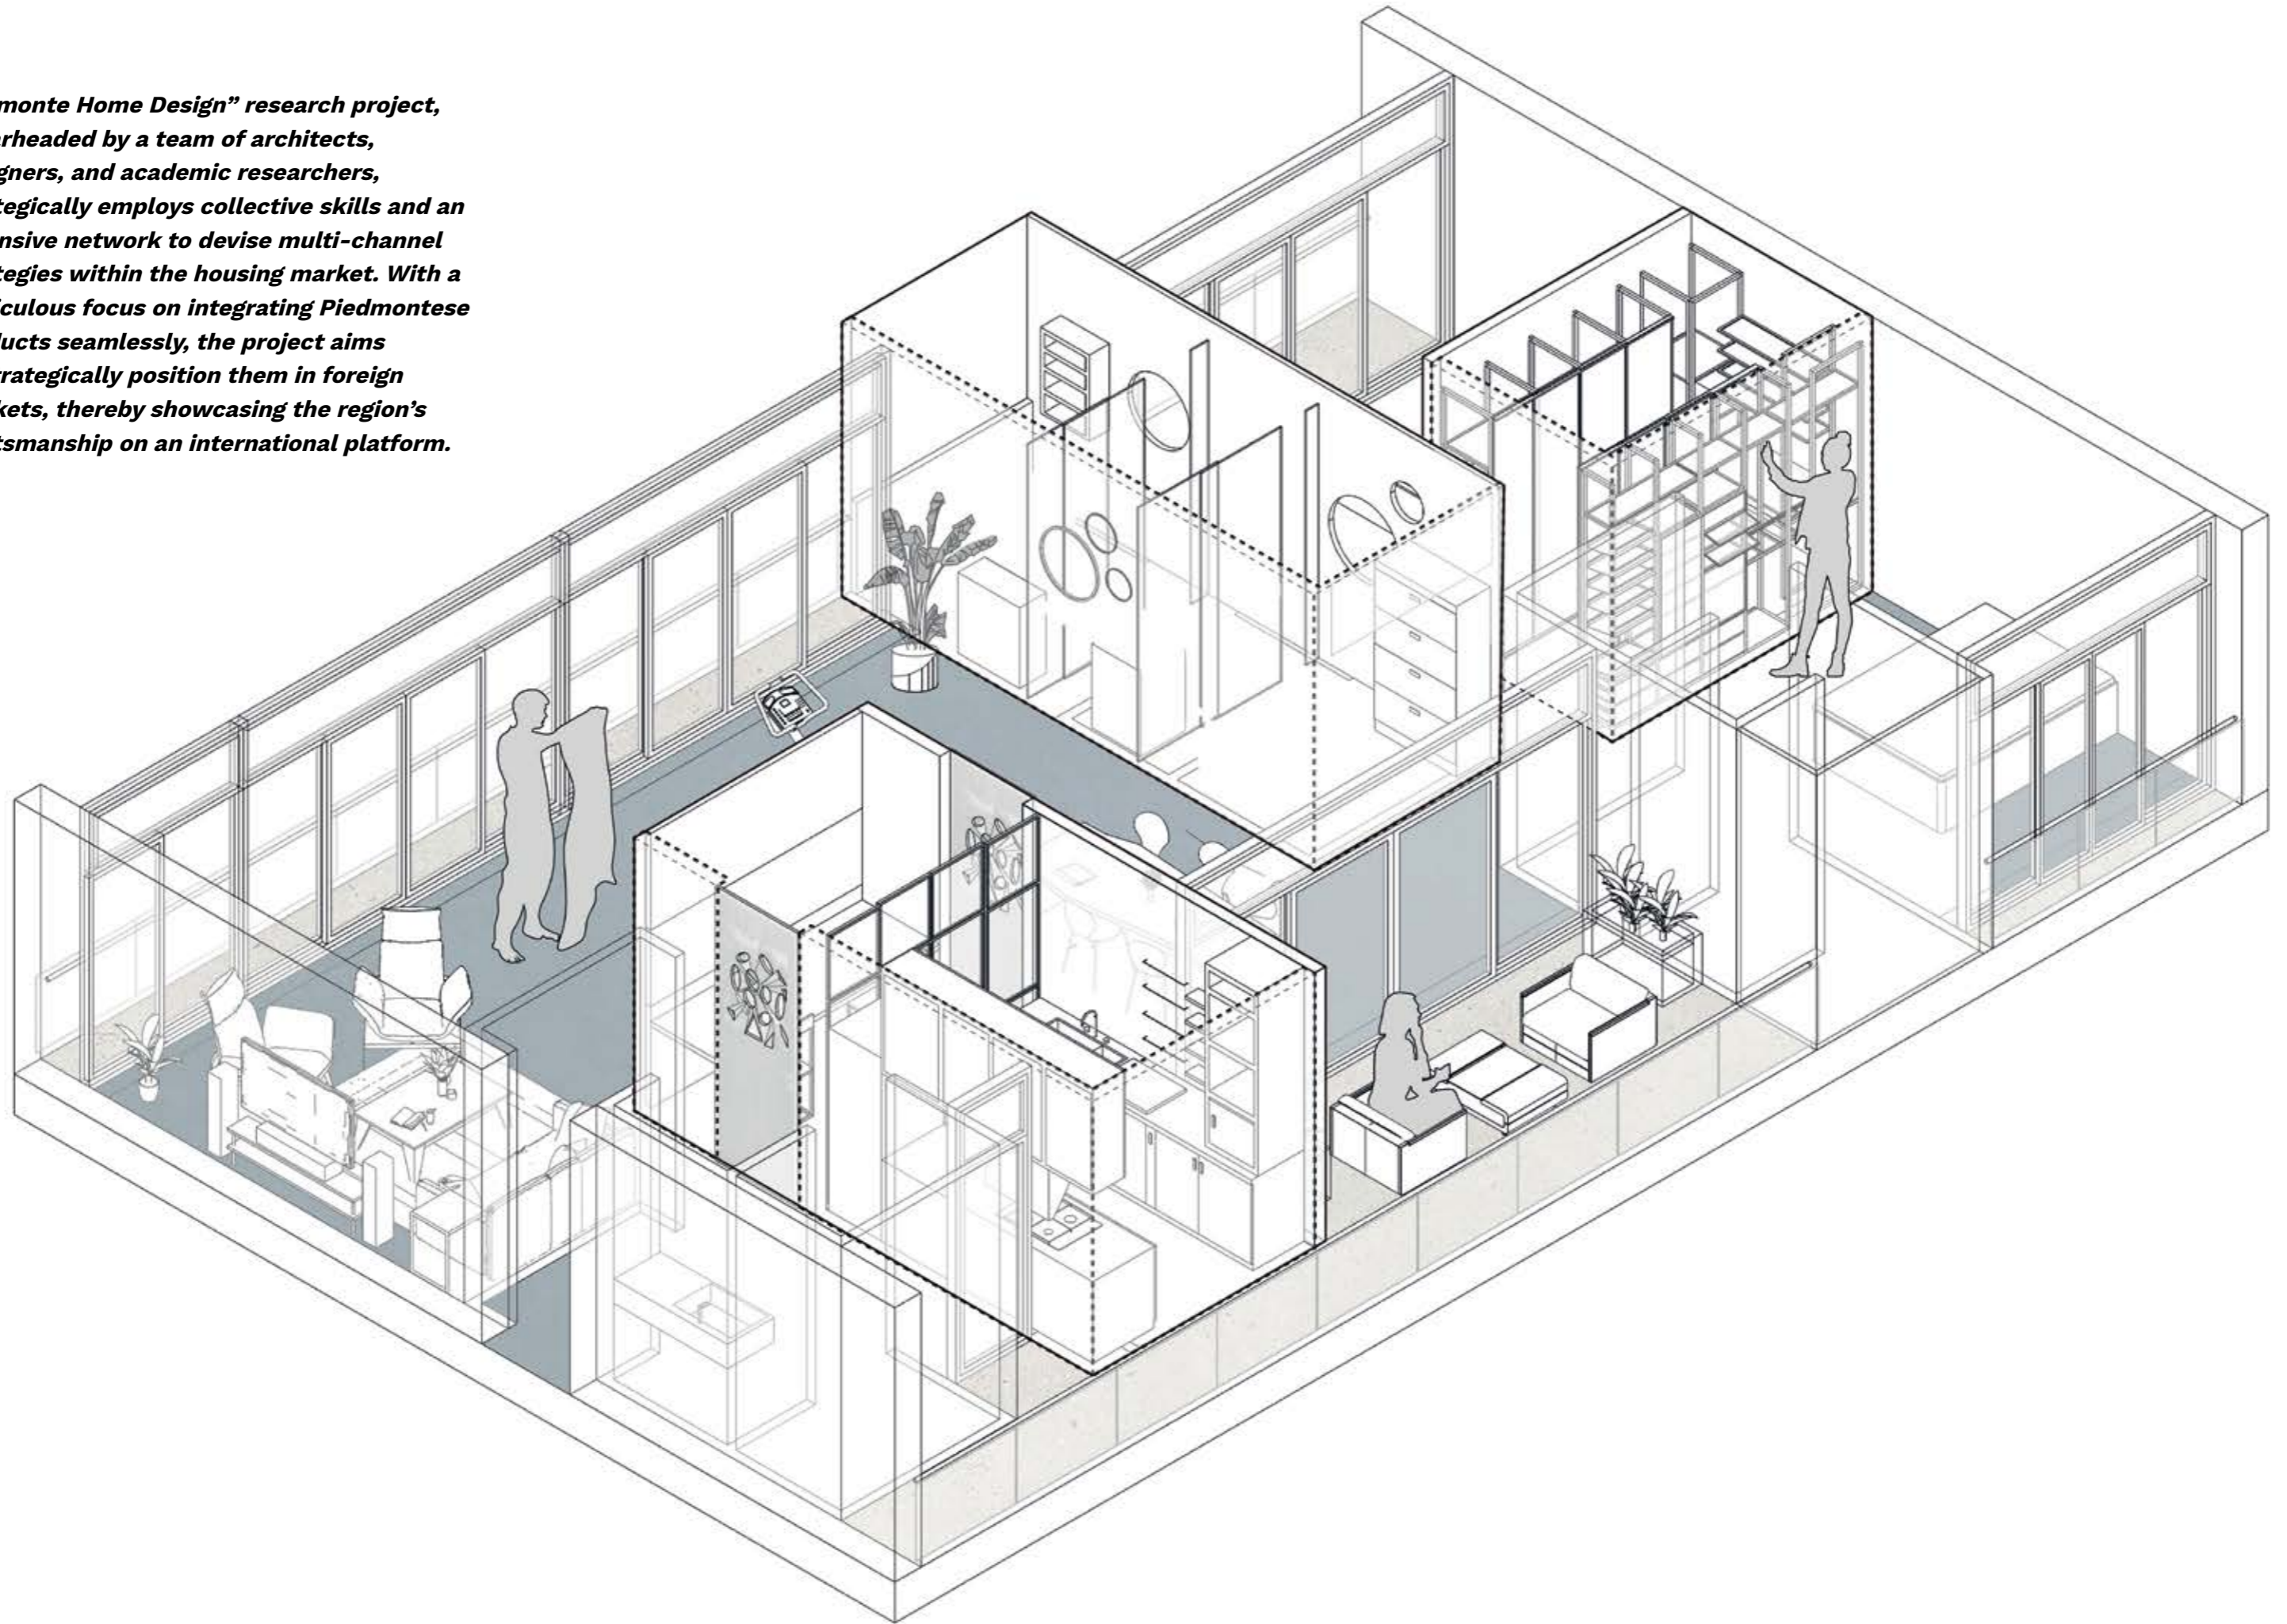 monte Home Design” research project,
rheaded by a team of architects,
gners, and academic researchers,
tegically employs collective skills and an
nsive network to devise multi-channel
tegies within the housing market. With a
iculous focus on integrating Piedmontese
lucts seamlessly, the project aims
trategically position them in foreign
kets, thereby showcasing the region’s
tsmanship on an international platform.